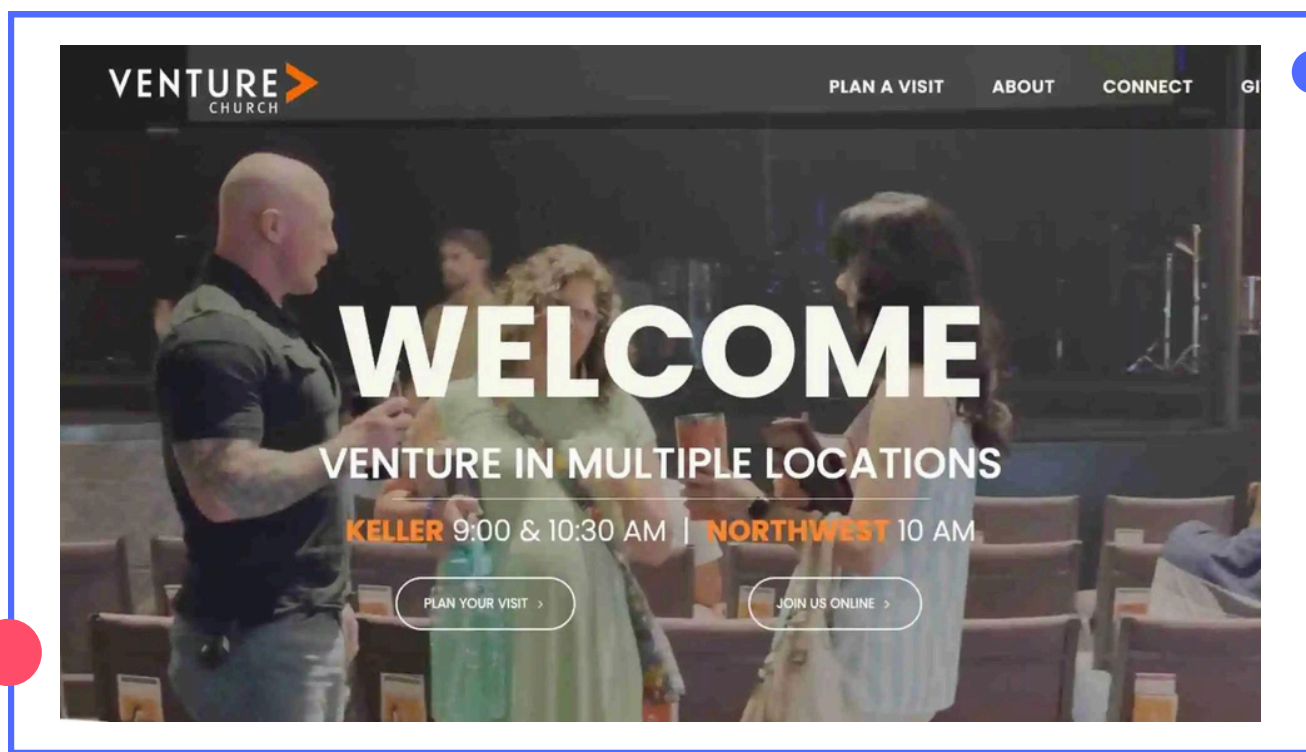 VENTURE
CHURCH
PLAN A VISIT ABOUT CONNECT
WELCOME
VENTURE IN MULTIPLE LOCATIONS
KELLER 9:00 & 10:30 AM | NORTHWEST 10 AM
PLAN YOUR VISIT > JOIN US ONLINE >